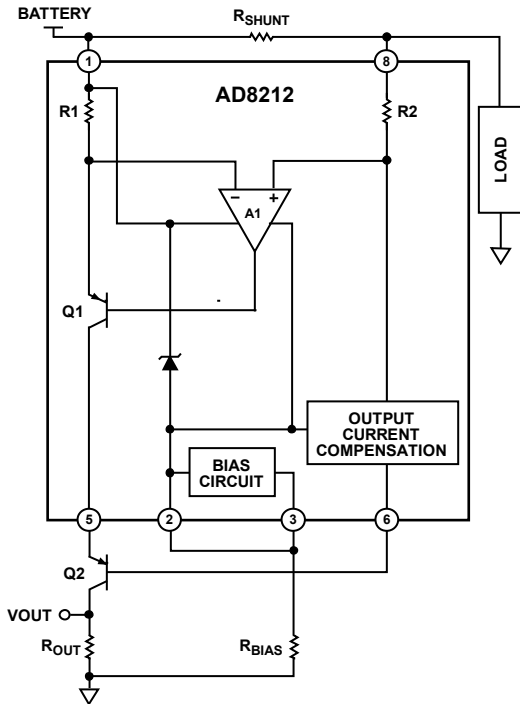 BATTERY
RSHUNT
1
8
AD8212
R1
R2
LOAD
− +
A1
Q1
OUTPUT
CURRENT
COMPENSATION
BIAS
CIRCUIT
5
2
3
6
Q2
VOUT
ROUT
RBIAS